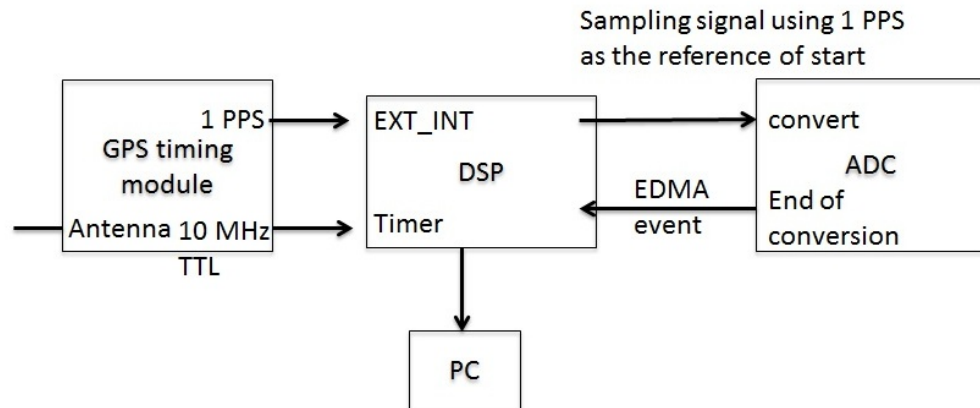 Sampling signal using 1 PPS
as the reference of start
1 PPS
GPS timing
module
Antenna
10 MHz
TTL
EXT_INT
DSP
Timer
convert
ADC
EDMA
event
End of
conversion
PC